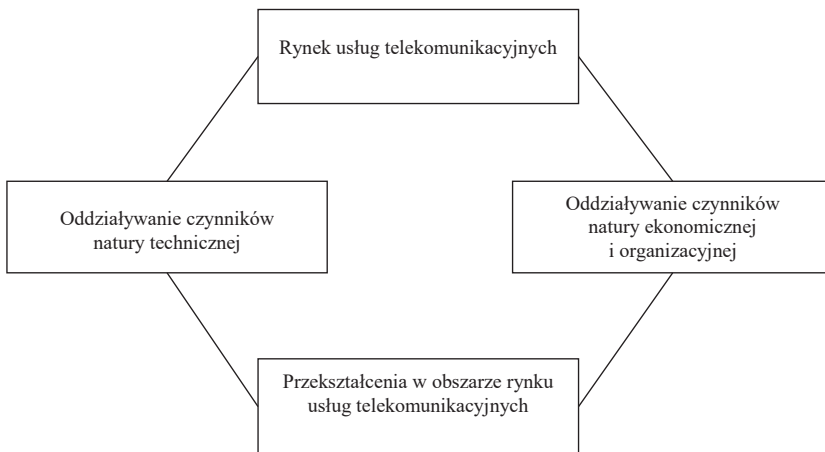 Rynek usług telekomunikacyjnych
Oddziaływanie czynników
natury technicznej
Oddziaływanie czynników
natury ekonomicznej
i organizacyjnej
Przekształcenia w obszarze rynku
usług telekomunikacyjnych